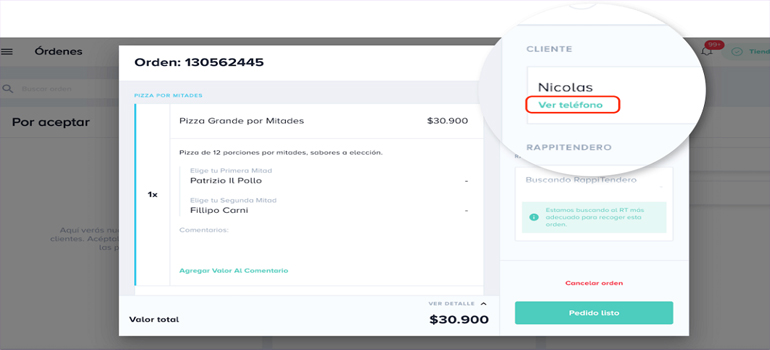 Órdenes
99+
Tiend
Buscar orden
Por aceptar
Aquí verás nue
clientes. Acéptal
los p
Orden: 130562445
PIZZA POR MITADES
1x
Pizza Grande por Mitades $30.900
Pizza de 12 porciones por mitades, sabores a elección.
Elige tu Primera Mitad
Patrizio Il Pollo -
Elige tu Segunda Mitad
Fillipo Carni -
Comentarios:
Agregar Valor Al Comentario
VER DETALLE
Valor total $30.900
CLIENTE
Nicolas
Ver teléfono
RAPPITENDERO
Buscando RappiTendero
Estamos buscando el RT más
adecuado para recoger esta
orden.
Cancelar orden
Pedido listo